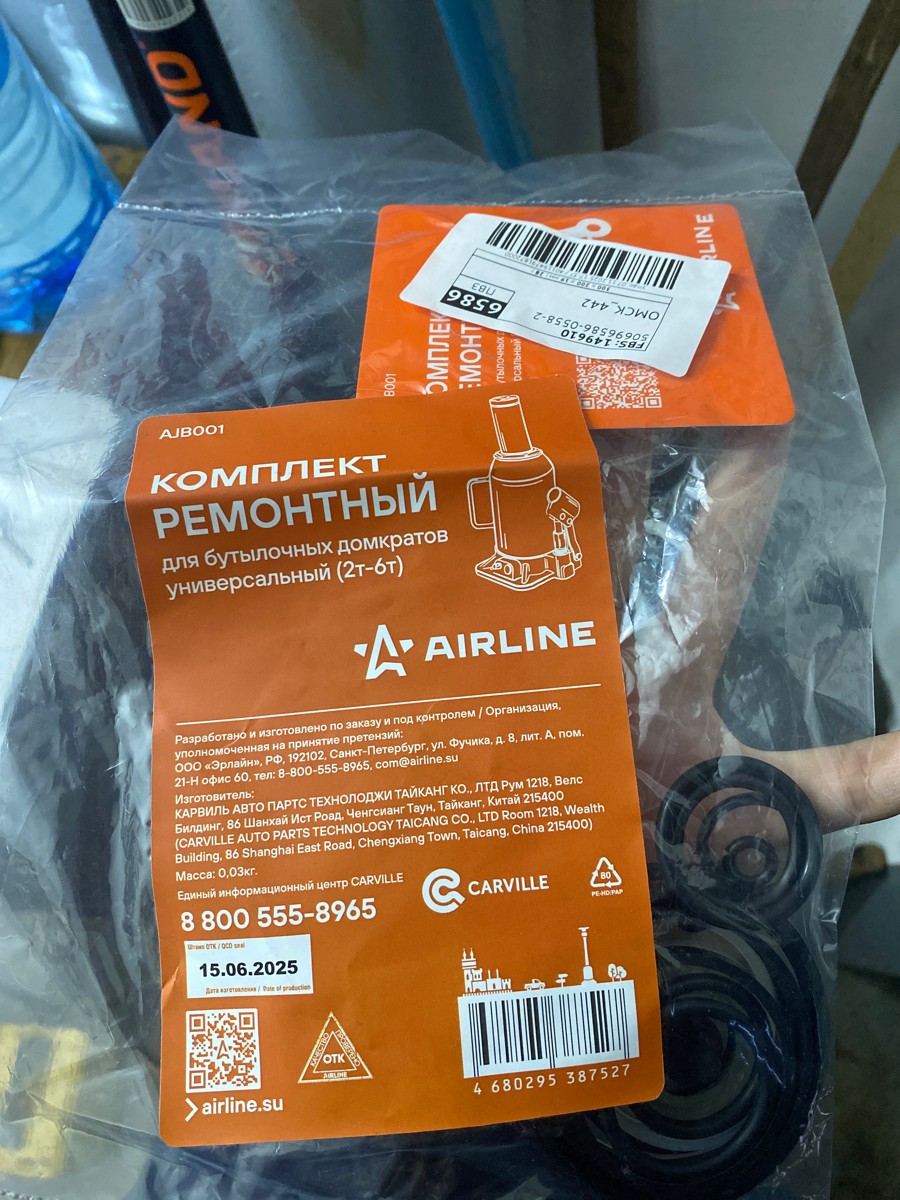 AIRLINE
6586
ПВЗ
ОМСК_442
50696586-0558-2
FBS: 149610
AJB001
КОМПЛЕКТ
РЕМОНТНЫЙ
для бутылочных домкратов
универсальный (2т-6т)
AIRLINE
Разработано и изготовлено по заказу и под контролем / Организация,
уполномоченная на принятие претензий:
ООО «Эрлайн», РФ, 192102, Санкт-Петербург, ул. Фучика, д. 8, лит. А, пом.
21-Н офис 60, тел: 8-800-555-8965, com@airline.su
Изготовитель:
КАРВИЛЬ АВТО ПАРТС ТЕХНОЛОДЖИ ТАЙКАНГ КО., ЛТД Рум 1218, Велс
Билдинг, 86 Шанхай Ист Роад, Ченгсианг Таун, Тайканг, Китай 215400
(CARVILLE AUTO PARTS TECHNOLOGY TAICANG CO., LTD Room 1218, Wealth
Building, 86 Shanghai East Road, Chengxiang Town, Taicang, China 215400)
Масса: 0,03кг.
Единый информационный центр CARVILLE
8 800 555-8965
CARVILLE
80
PE-HD/PAP
Штамп ОТК / QCD seal
15.06.2025
Дата изготовления / Date of production
КАЧЕСТВО ПРОВЕРЕНО
ОТК
AIRLINE
4 680295 387527
airline.su